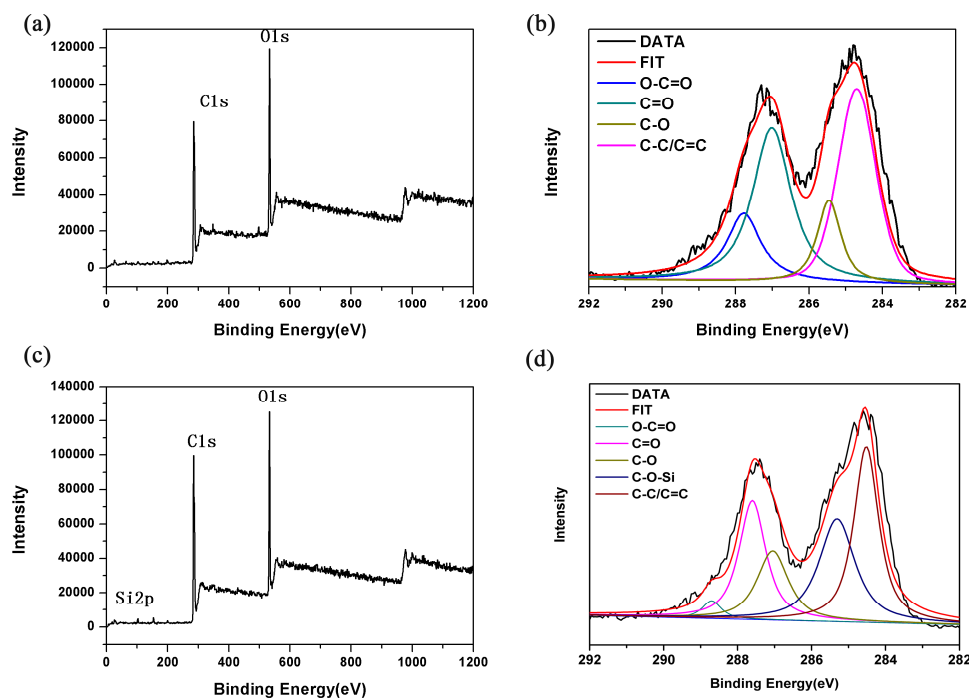 (a)
O1s
C1s
120000
100000
80000
60000
40000
20000
0
Intensity
0 200 400 600 800 1000 1200
Binding Energy(eV)
(b)
DATA
FIT
O-C=O
C=O
C-O
C-C/C=C
Intensity
292 290 288 286 284 282
Binding Energy(eV)
(c)
O1s
C1s
Si2p
140000
120000
100000
80000
60000
40000
20000
0
Intensity
0 200 400 600 800 1000 1200
Binding Energy(eV)
(d)
DATA
FIT
O-C=O
C=O
C-O
C-O-Si
C-C/C=C
Intensity
292 290 288 286 284 282
Binding Energy(eV)